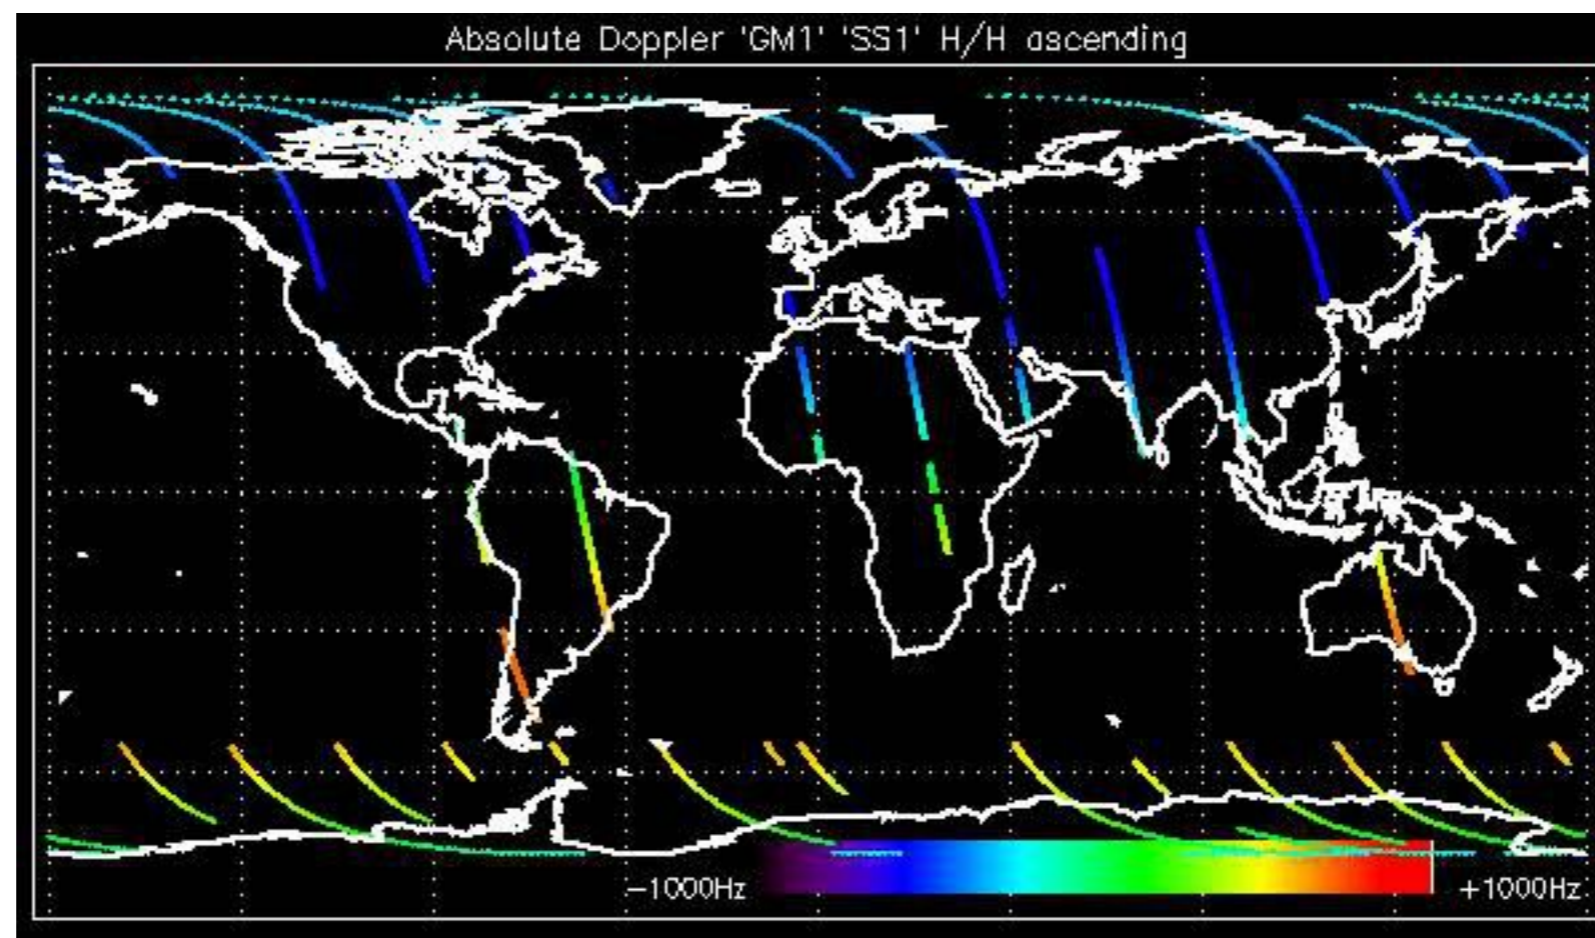 Absolute Doppler 'GM1' 'SS1' H/H ascending
−1000Hz
+1000Hz